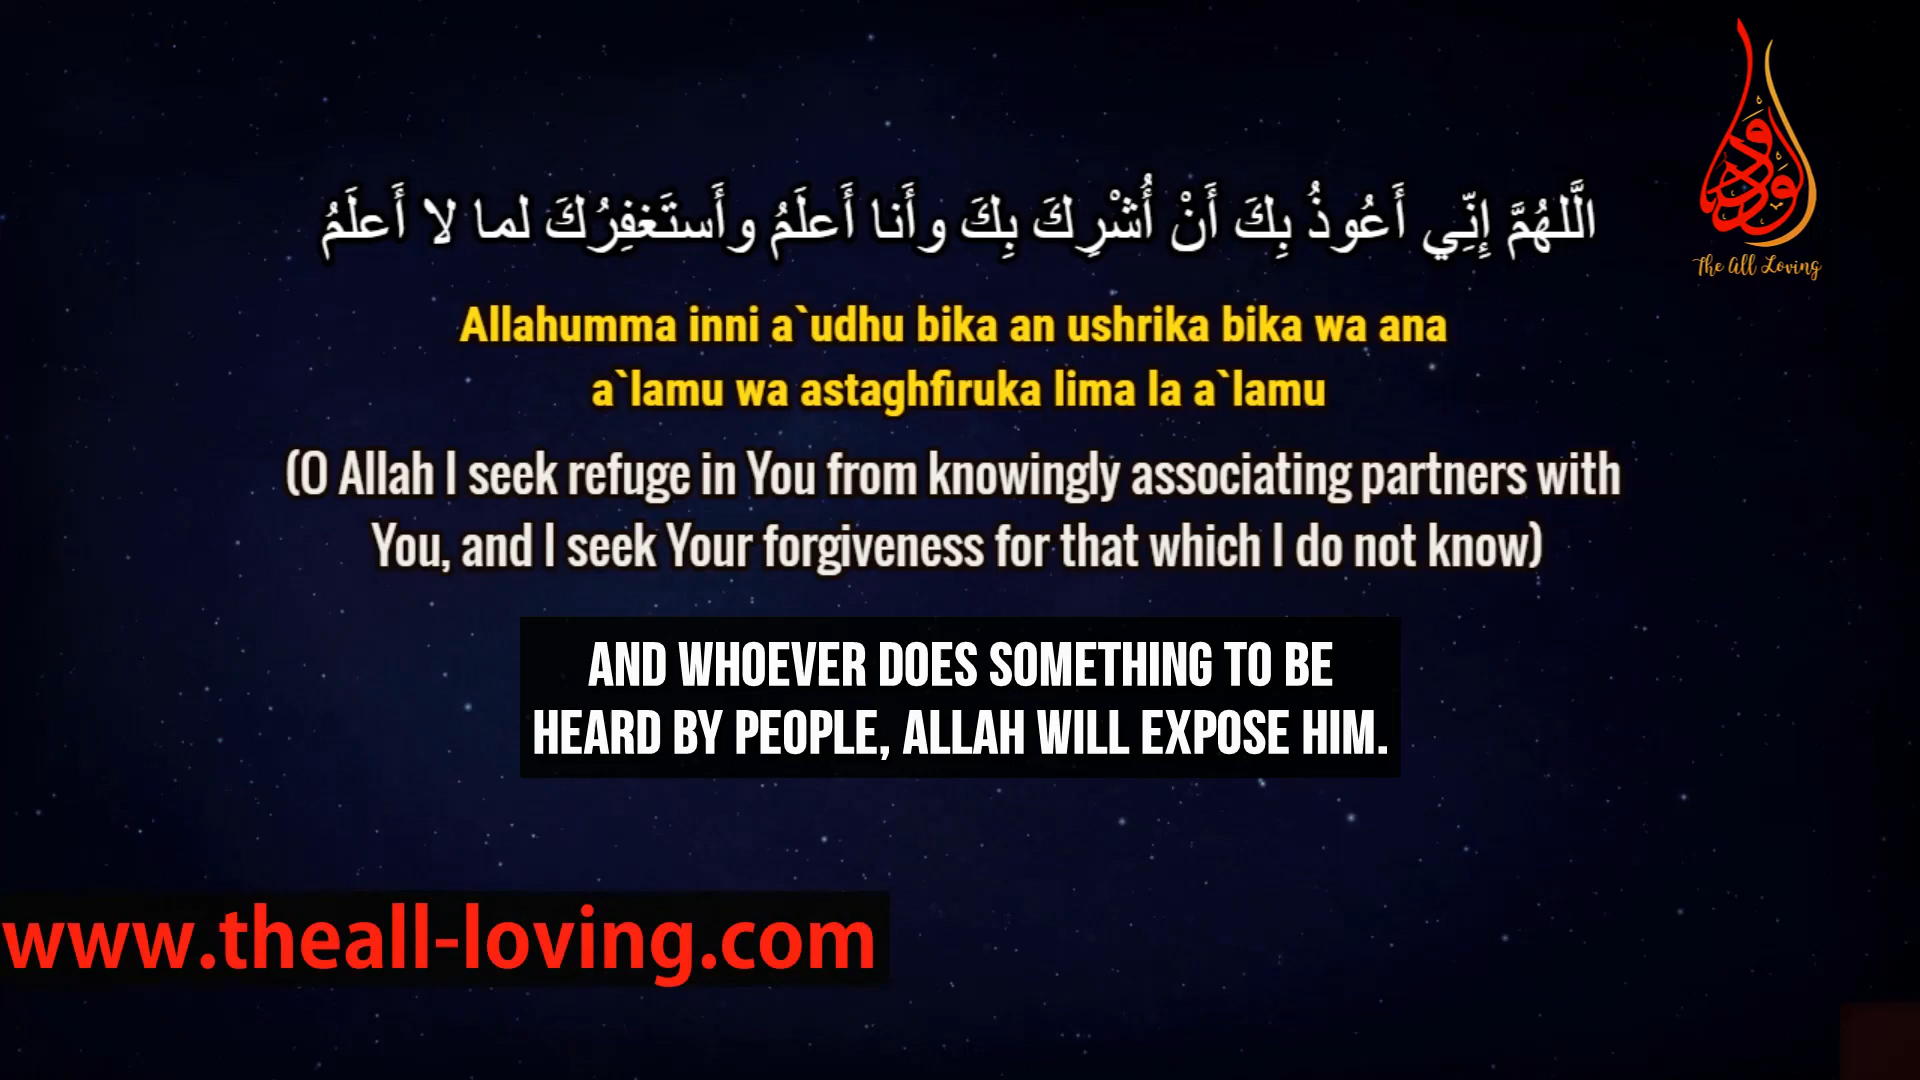 الَّلهُمَّ إِنِّي أَعُوذُ بِكَ أَنْ أُشْرِكَ بِكَ وأَنا أَعلَمُ وأَستَغفِرُكَ لما لا أَعلَمُ
Allahumma inni a`udhu bika an ushrika bika wa ana
a`lamu wa astaghfiruka lima la a`lamu
(O Allah I seek refuge in You from knowingly associating partners with
You, and I seek Your forgiveness for that which I do not know)
AND WHOEVER DOES SOMETHING TO BE
HEARD BY PEOPLE, ALLAH WILL EXPOSE HIM.
The All Loving
www.theall-loving.com